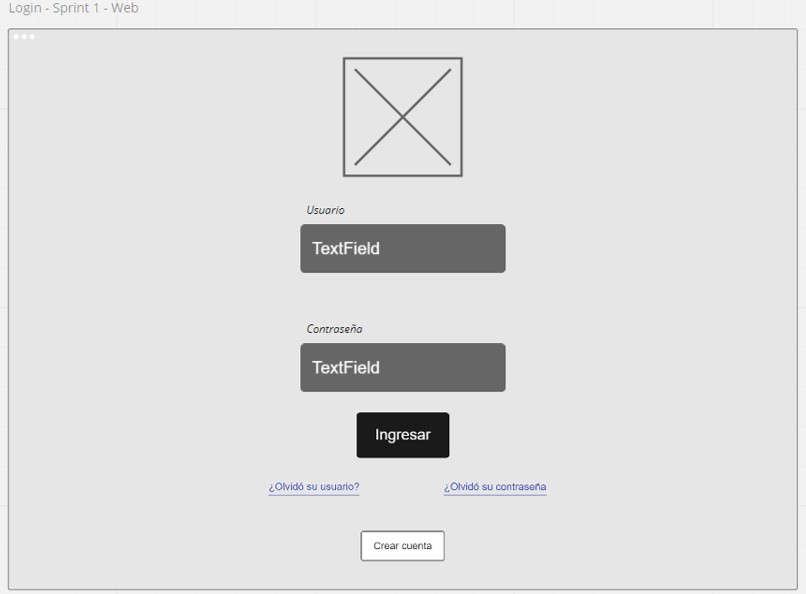 Login - Sprint 1 - Web
Usuario
TextField
Contraseña
TextField
Ingresar
¿Olvidó su usuario?
¿Olvidó su contraseña
Crear cuenta